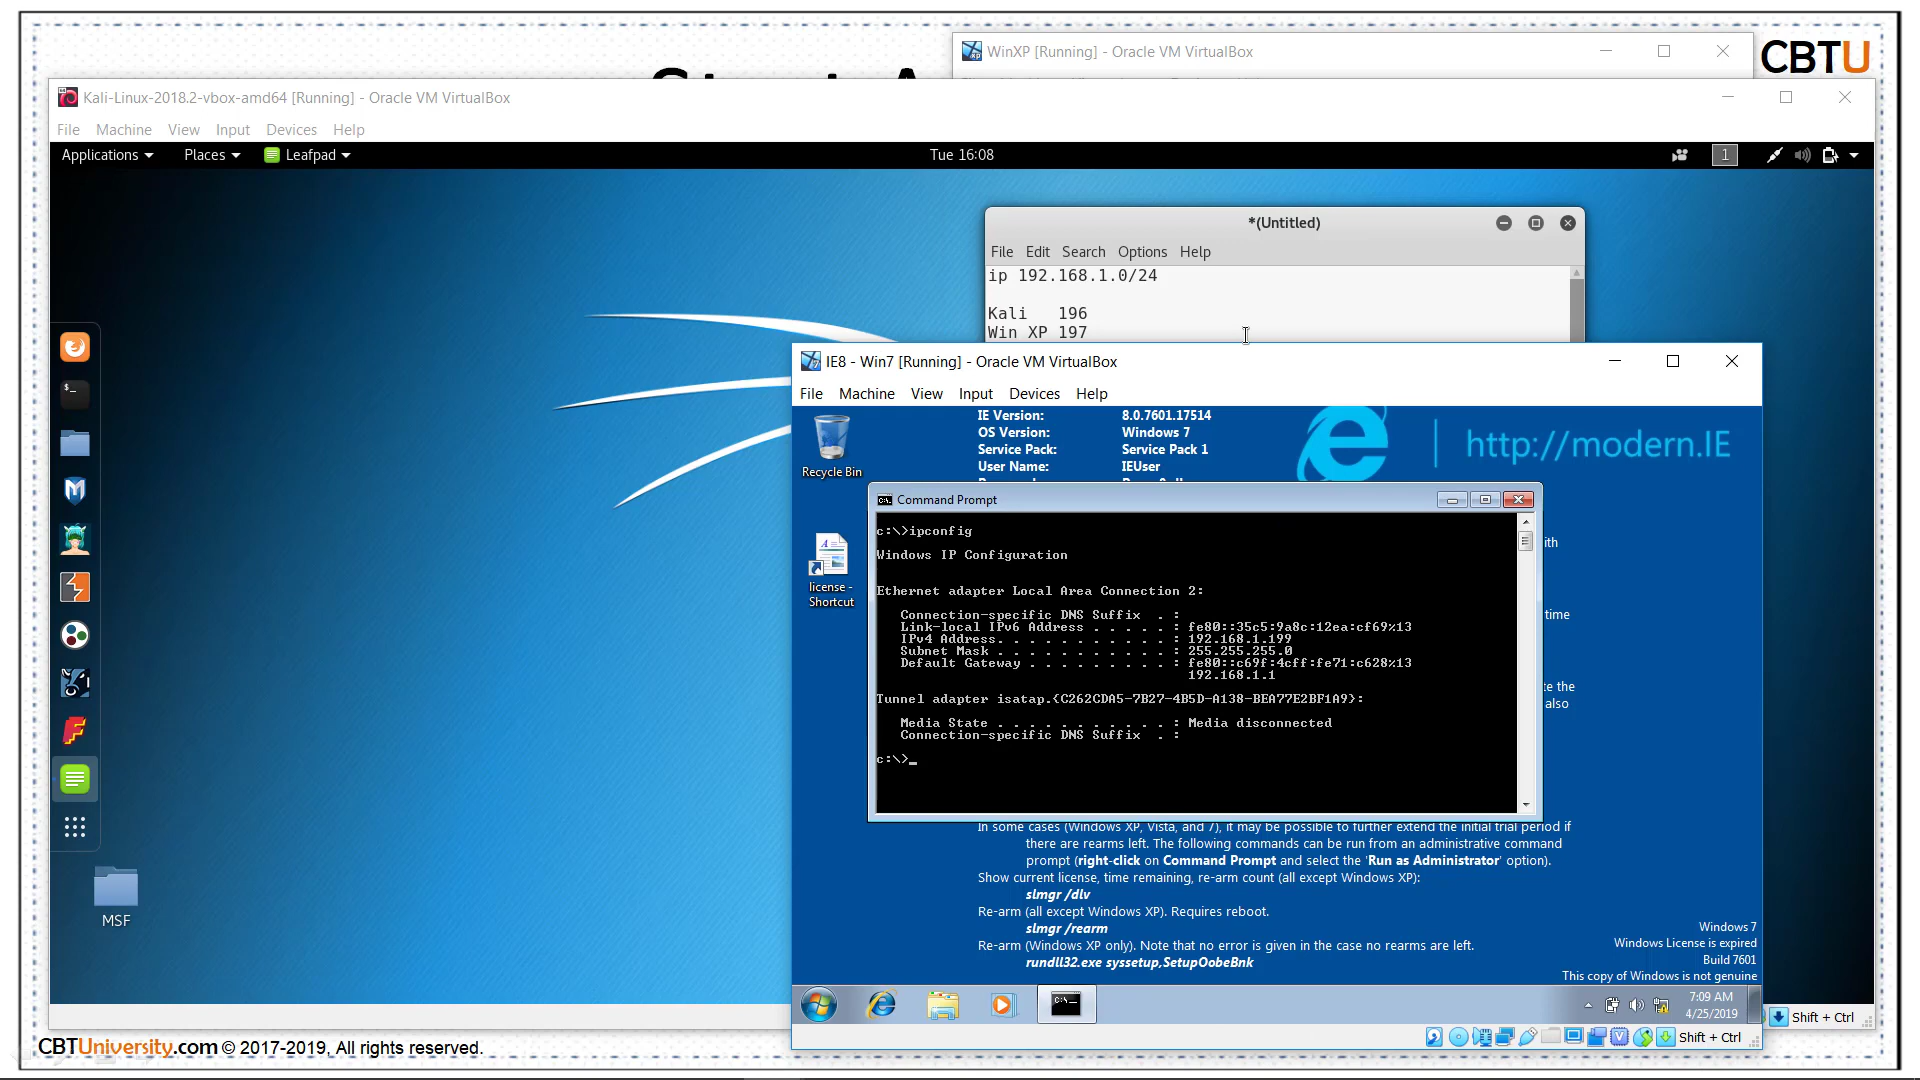 WinXP [Running] - Oracle VM VirtualBox
CBTU
Kali-Linux-2018.2-vbox-amd64 [Running] - Oracle VM VirtualBox
File Machine View Input Devices Help
Applications Places Leafpad Tue 16:08 1
*(Untitled)
File Edit Search Options Help
ip 192.168.1.0/24
Kali 196
Win XP 197
IE8 - Win7 [Running] - Oracle VM VirtualBox
File Machine View Input Devices Help
IE Version: 8.0.7601.17514
OS Version: Windows 7
Service Pack: Service Pack 1
User Name: IEUser
http://modern.IE
Recycle Bin
license -
Shortcut
Command Prompt
c:\>ipconfig
Windows IP Configuration
Ethernet adapter Local Area Connection 2:
Connection-specific DNS Suffix . :
Link-local IPv6 Address . . . . . : fe80::35c5:9a8c:12ea:cf69%13
IPv4 Address. . . . . . . . . . . : 192.168.1.199
Subnet Mask . . . . . . . . . . . : 255.255.255.0
Default Gateway . . . . . . . . . : fe80::c69f:4cff:fe71:c628%13
192.168.1.1
Tunnel adapter isatap.{C262CDA5-7B27-4B5D-A138-BEA77E2BF1A9}:
Media State . . . . . . . . . . . : Media disconnected
Connection-specific DNS Suffix . :
c:\>_
ith
time
te the
also
In some cases (Windows XP, Vista, and 7), it may be possible to further extend the initial trial period if
there are rearms left. The following commands can be run from an administrative command
prompt (right-click on Command Prompt and select the 'Run as Administrator' option).
Show current license, time remaining, re-arm count (all except Windows XP):
slmgr /dlv
Re-arm (all except Windows XP). Requires reboot.
slmgr /rearm
Re-arm (Windows XP only). Note that no error is given in the case no rearms are left.
rundll32.exe syssetup,SetupOobeBnk
Windows 7
Windows License is expired
Build 7601
This copy of Windows is not genuine
MSF
7:09 AM
4/25/2019
Shift + Ctrl
Shift + Ctrl
CBTUniversity.com © 2017-2019, All rights reserved.